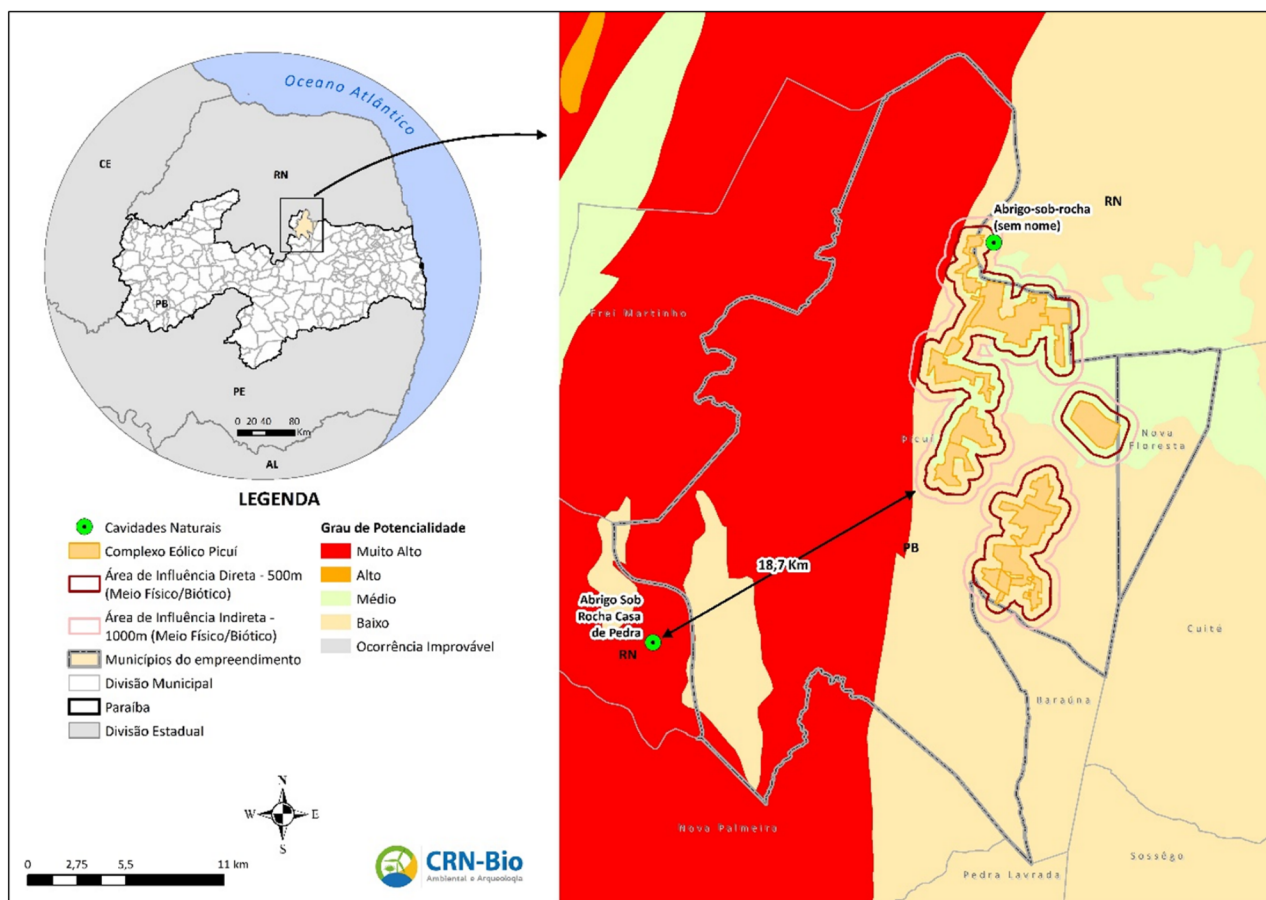 Oceano Atlântico
CE
RN
PB
PE
AL
0 20 40 80
Km
LEGENDA
Cavidades Naturais
Complexo Eólico Picuí
Área de Influência Direta - 500m
(Meio Físico/Biótico)
Área de Influência Indireta -
1000m (Meio Físico/Biótico)
Municípios do empreendimento
Divisão Municipal
Paraíba
Divisão Estadual
Grau de Potencialidade
Muito Alto
Alto
Médio
Baixo
Ocorrência Improvável
N
W E
S
0 2,75 5,5 11 km
CRN-Bio
Ambiental e Arqueologia
RN
Abrigo-sob-rocha
(sem nome)
Frei Martinho
Picuí
Nova
Floresta
PB
18,7 Km
Abrigo Sob
Rocha Casa
de Pedra
RN
Cuité
Baraúna
Nova Palmeira
Sossêgo
Pedra Lavrada